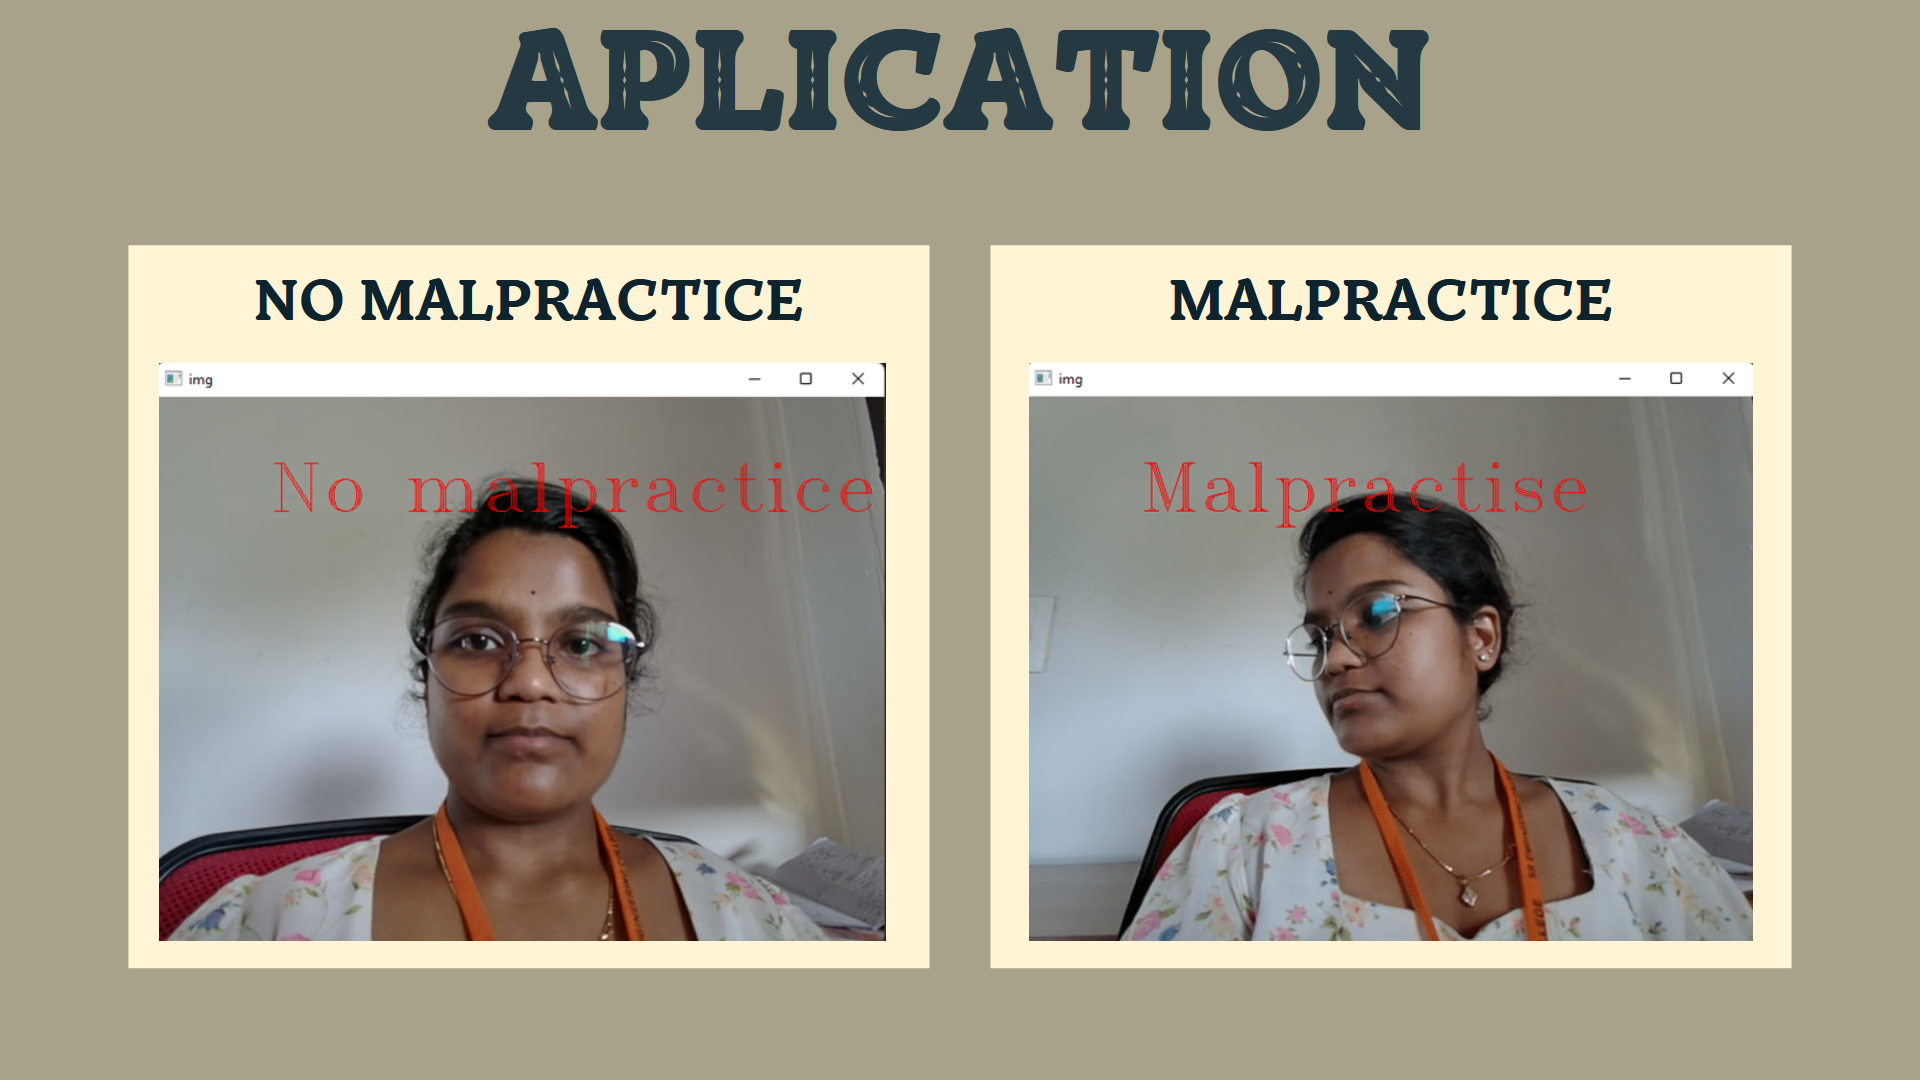 APLICATION
NO MALPRACTICE
img
No malpractice
MALPRACTICE
img
Malpractise